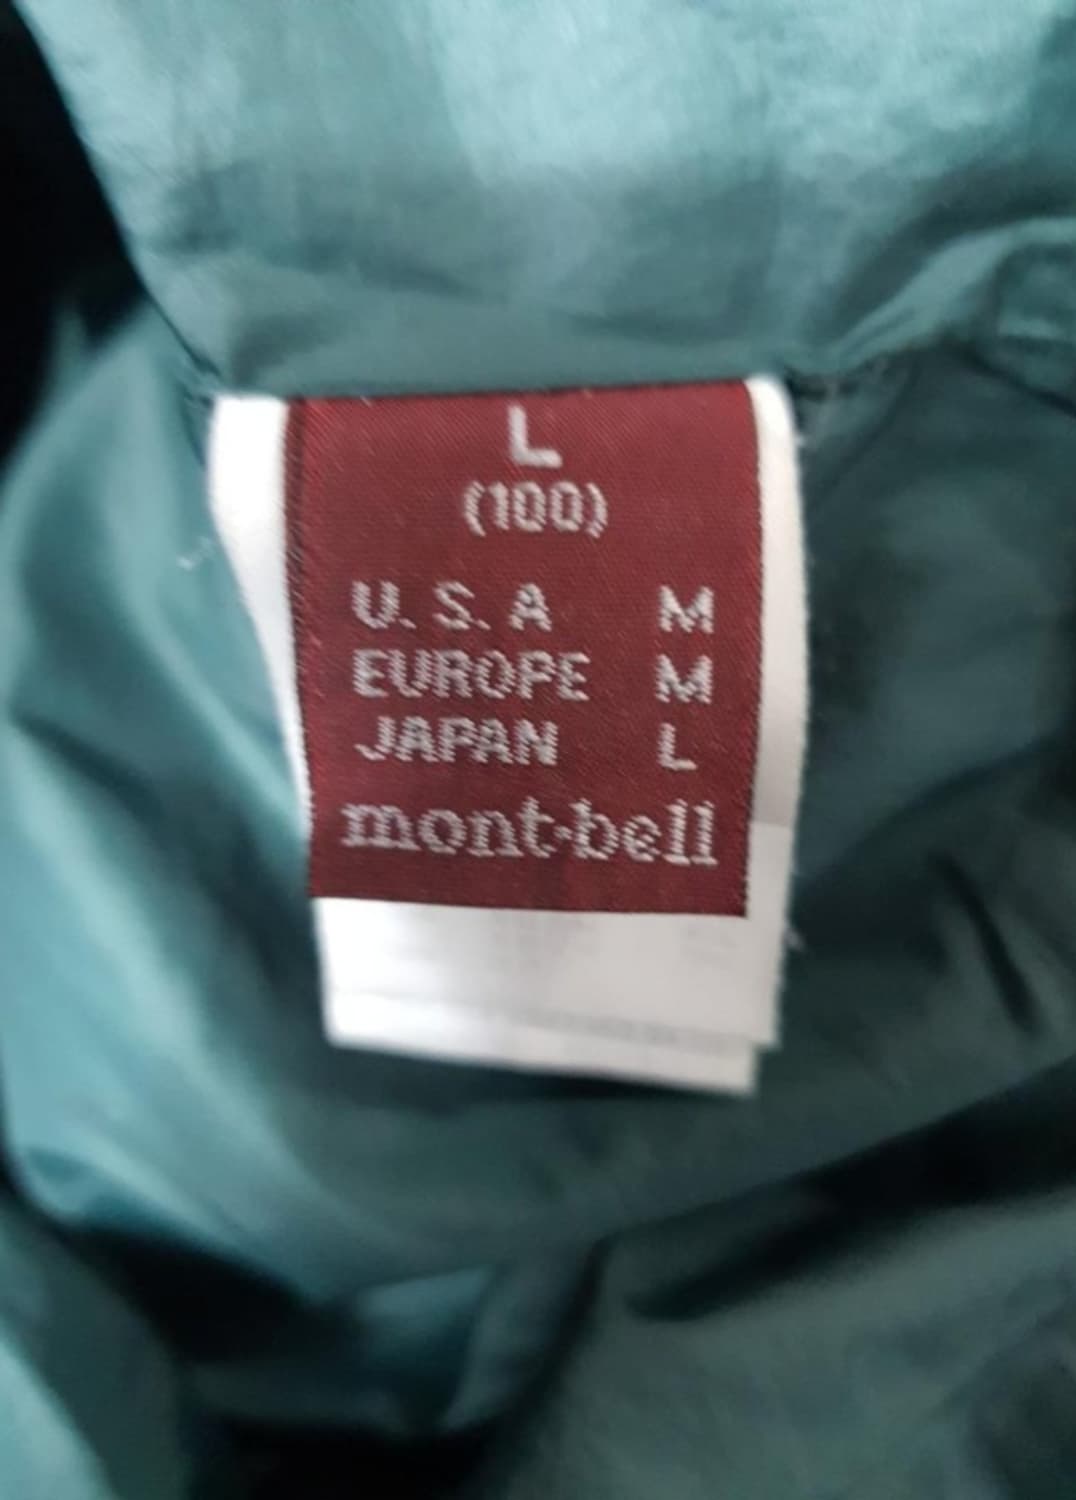 L
(100)
U.S.A M
EUROPE M
JAPAN L
mont-bell